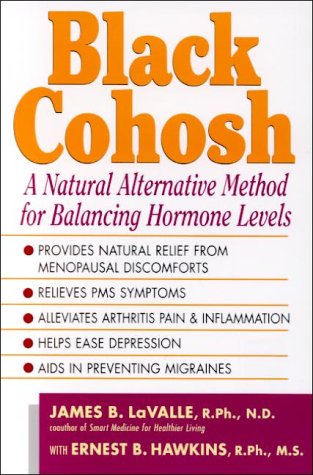 Black
Cohosh
A Natural Alternative Method
for Balancing Hormone Levels
● PROVIDES NATURAL RELIEF FROM
MENOPAUSAL DISCOMFORTS
● RELIEVES PMS SYMPTOMS
● ALLEVIATES ARTHRITIS PAIN & INFLAMMATION
● HELPS EASE DEPRESSION
● AIDS IN PREVENTING MIGRAINES
JAMES B. LaVALLE, R.Ph., N.D.
coauthor of Smart Medicine for Healthier Living
WITH ERNEST B. HAWKINS, R.Ph., M.S.